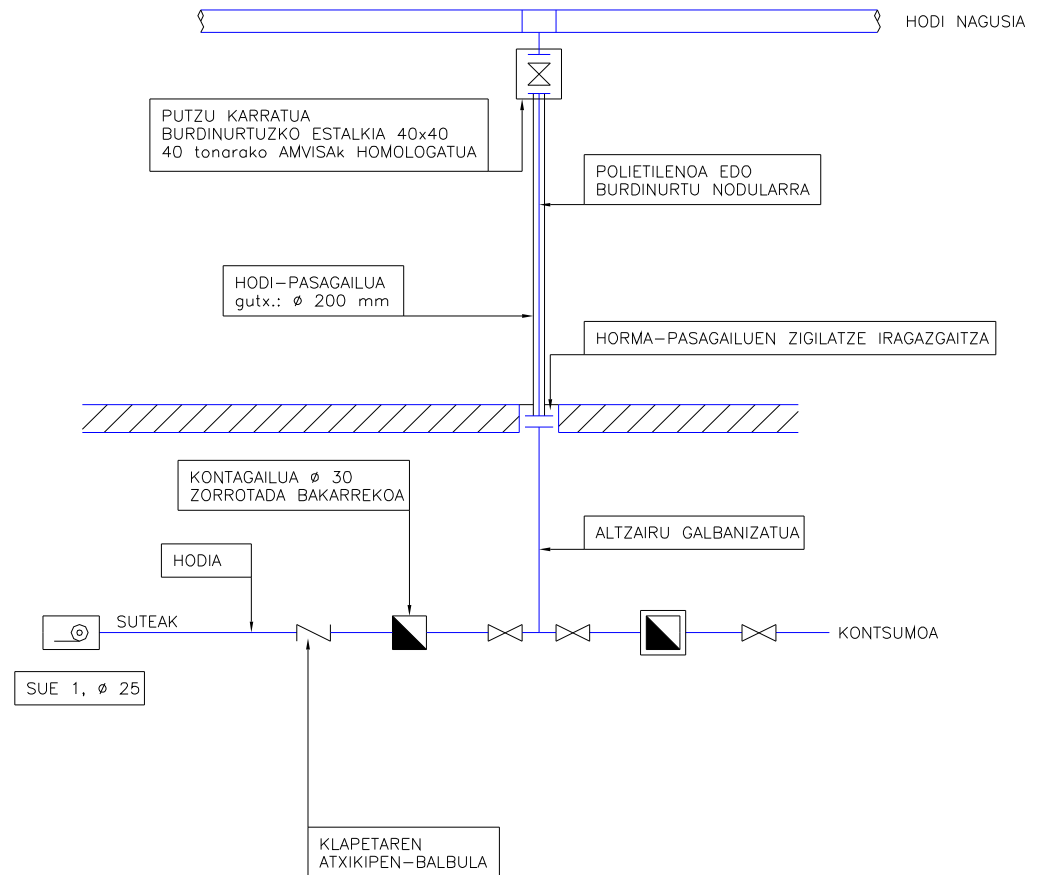 HODI NAGUSIA
PUTZU KARRATUA
BURDINURTUZKO ESTALKIA 40x40
40 tonarako AMVISAk HOMOLOGATUA
POLIETILENOA EDO
BURDINURTU NODULARRA
HODI-PASAGAILUA
gutx.: ø 200 mm
HORMA-PASAGAILUEN ZIGILATZE IRAGAZGAITZA
KONTAGAILUA ø 30
ZORROTADA BAKARREKOA
ALTZAIRU GALBANIZATUA
HODIA
SUTEAK
KONTSUMOA
SUE 1, ø 25
KLAPETAREN
ATXIKIPEN-BALBULA